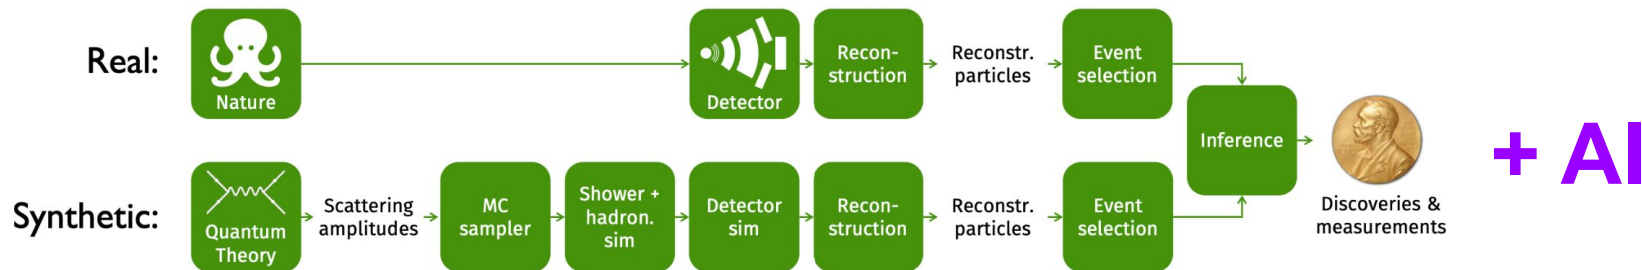 Real:
Nature
Detector
Recon-
struction
Reconstr.
particles
Event
selection
Inference
Discoveries &
measurements
+ AI
Synthetic:
Quantum
Theory
Scattering
amplitudes
MC
sampler
Shower +
hadron.
sim
Detector
sim
Recon-
struction
Reconstr.
particles
Event
selection